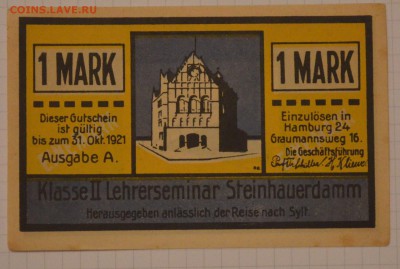 COINS.LAVE.RU
1 MARK
1 MARK
Dieser Gutschein
ist gültig
bis zum 31. Okt. 1921
Ausgabe A.
Einzulösen in
Hamburg 24
Graumannsweg 16.
Die Geschäftsführung
Klasse II Lehrerseminar Steinhauerdamm
Herausgegeben anlässlich der Reise nach Sylt.